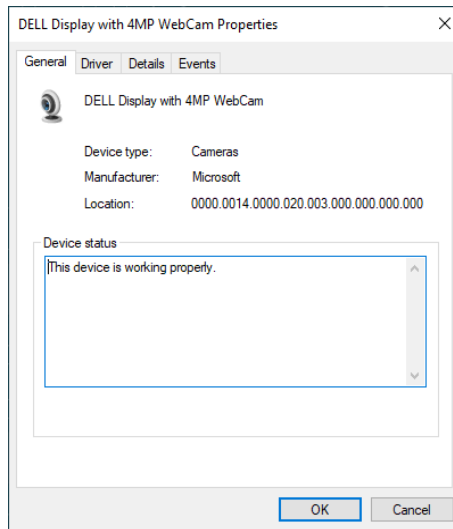 DELL Display with 4MP WebCam Properties
General Driver Details Events
DELL Display with 4MP WebCam
Device type: Cameras
Manufacturer: Microsoft
Location: 0000.0014.0000.020.003.000.000.000.000
Device status
This device is working properly.
OK Cancel